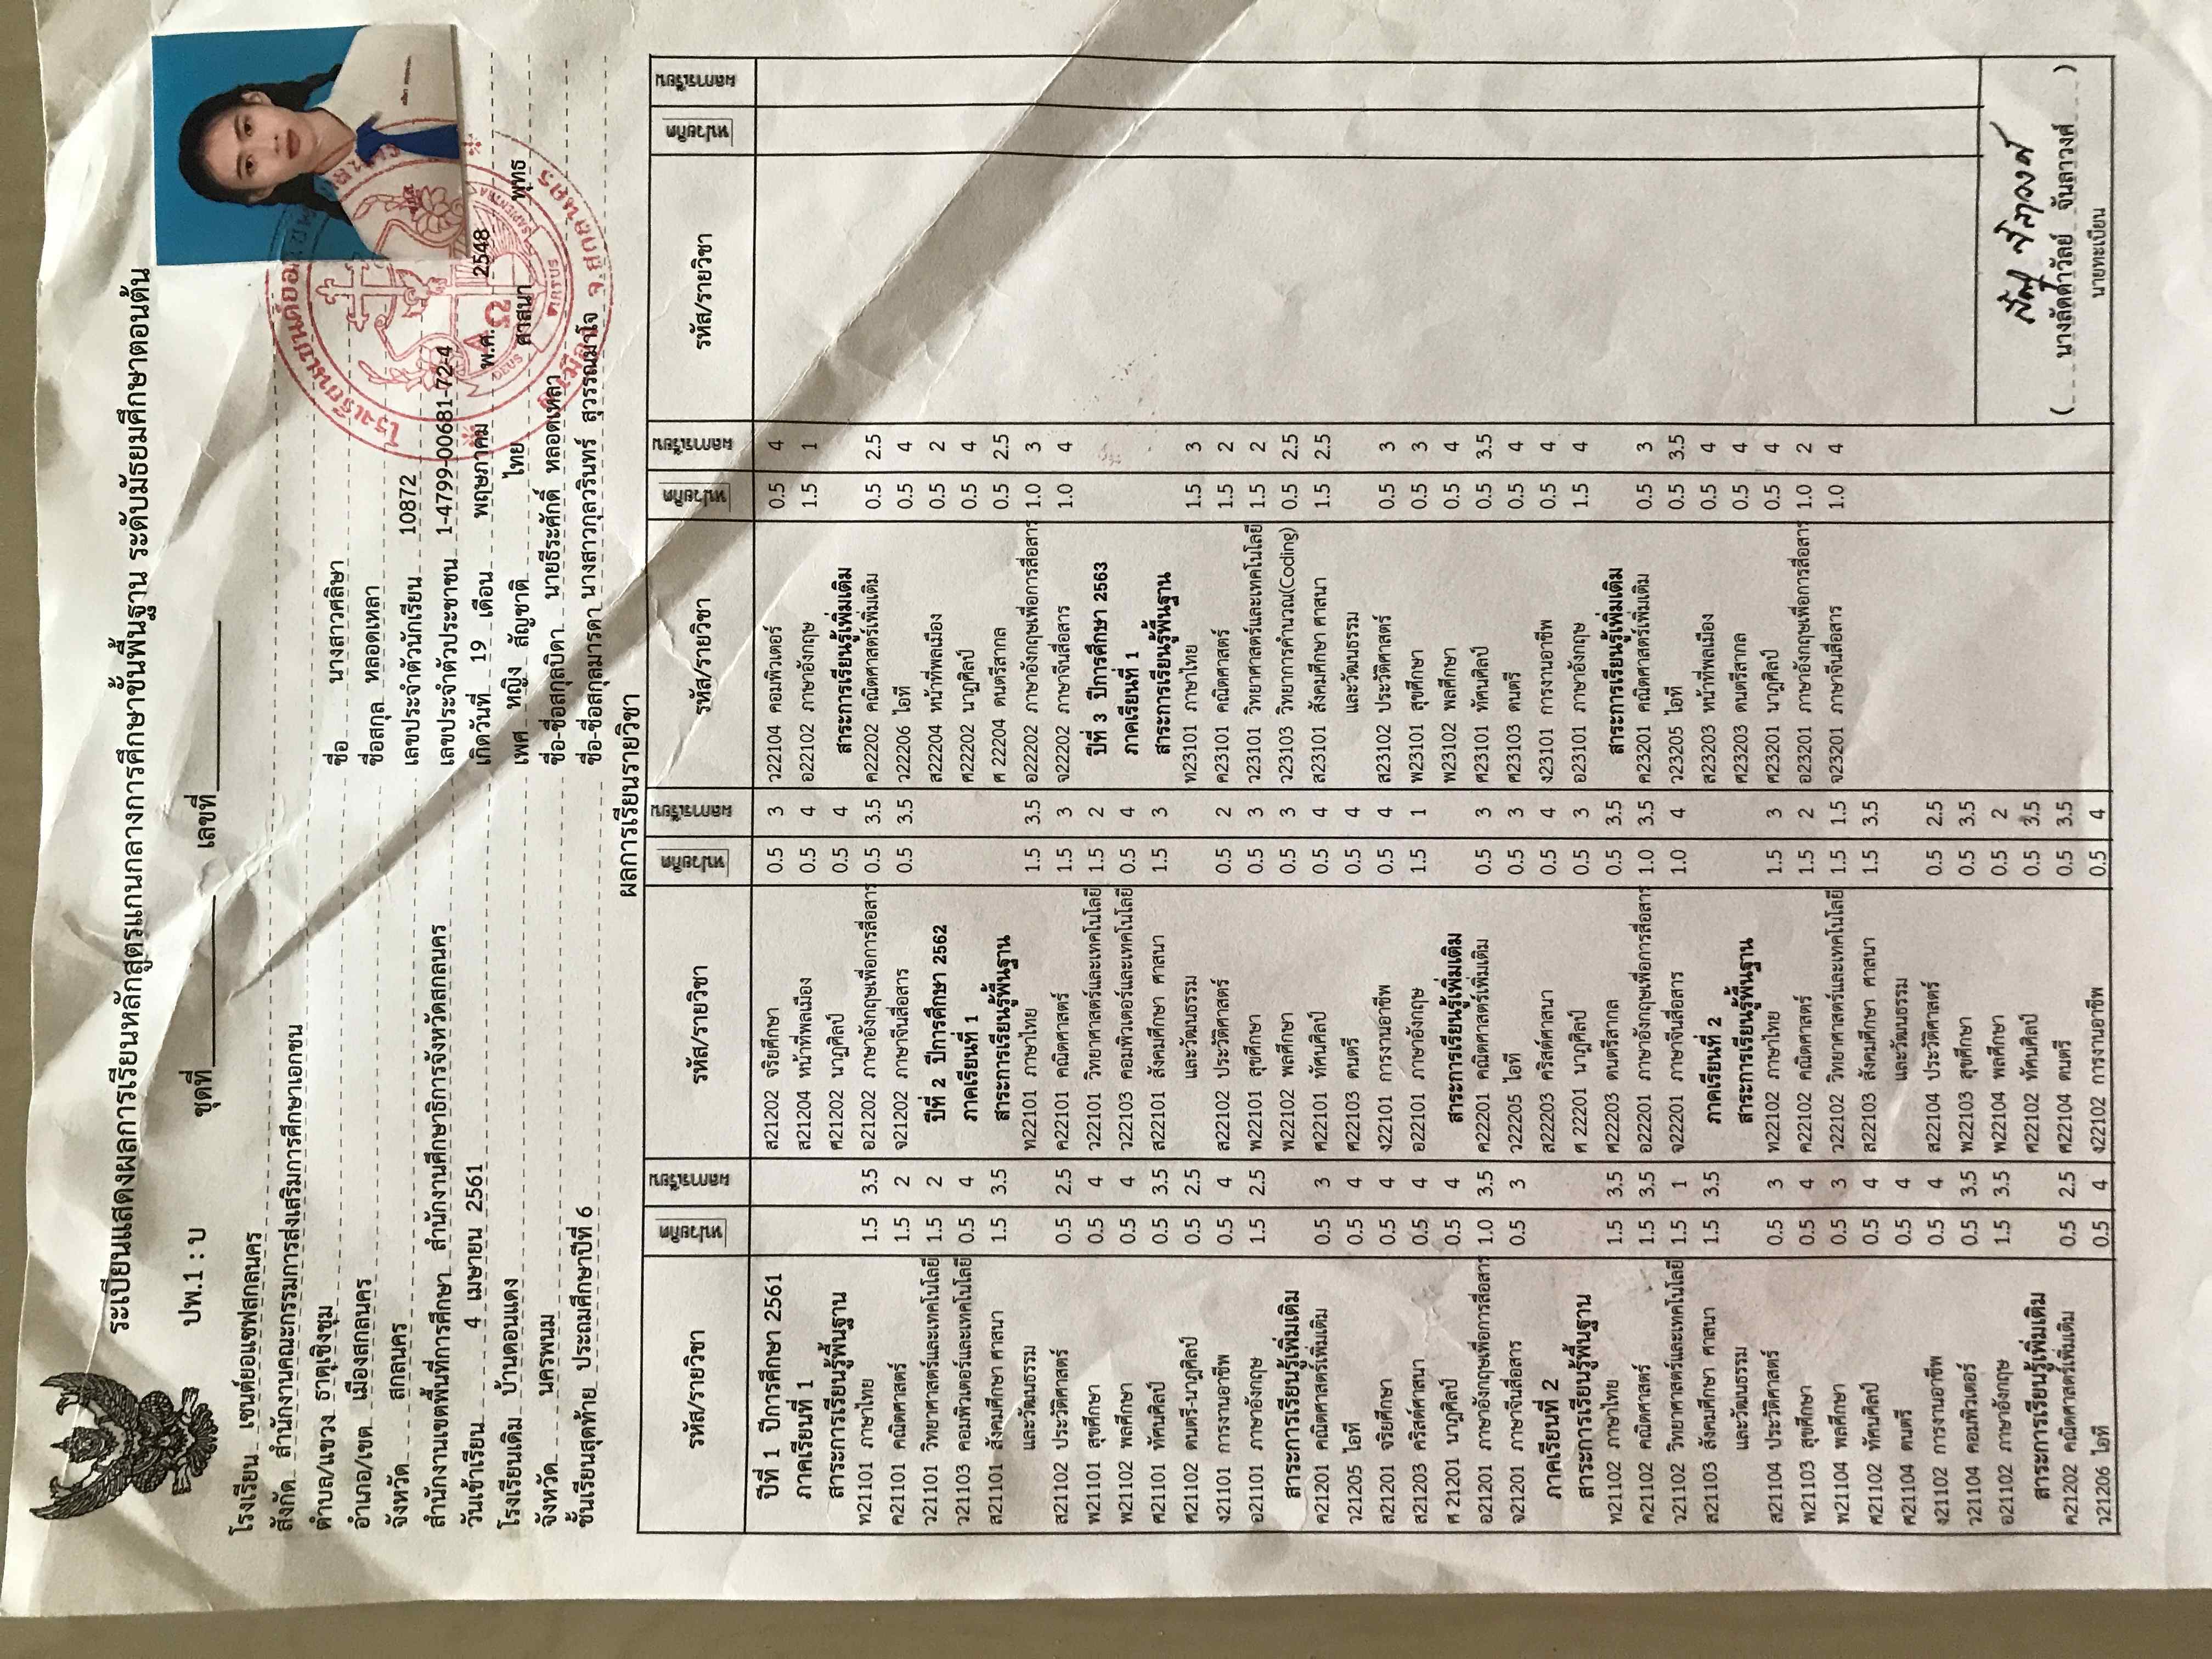 ระเบียนแสดงผลการเรียนหลักสูตรแกนกลางการศึกษาขั้นพื้นฐาน ระดับมัธยมศึกษาตอนต้น
ปพ.1 : บ ชุดที่ เลขที่
โรงเรียน เซนต์ยอแซฟสกลนคร
สังกัด สำนักงานคณะกรรมการส่งเสริมการศึกษาเอกชน
ตำบล/แขวง ธาตุเชิงชุม
อำเภอ/เขต เมืองสกลนคร
จังหวัด สกลนคร
สำนักงานเขตพื้นที่การศึกษา สำนักงานศึกษาธิการจังหวัดสกลนคร
วันเข้าเรียน 4 เมษายน 2561
โรงเรียนเดิม บ้านดอนแดง
จังหวัด นครพนม
ชั้นเรียนสุดท้าย ประถมศึกษาปีที่ 6
ชื่อ นางสาวศลิษา
ชื่อสกุล หลอดเหลา
เลขประจำตัวนักเรียน 10872
เลขประจำตัวประชาชน 1-4799-00681-72-4
เกิดวันที่ 19 เดือน พฤษภาคม พ.ศ. 2548
เพศ หญิง สัญชาติ ไทย ศาสนา พุทธ
ชื่อ-ชื่อสกุลบิดา นายธีระศักดิ์ หลอดเหลา
ชื่อ-ชื่อสกุลมารดา นางสาวกุลวรินทร์ สุวรรณมาโจ
DEUS SAPIENTIA VIRTUS
ผลการเรียนรายวิชา
รหัส/รายวิชา หน่วยกิต ผลการเรียน
ปีที่ 1 ปีการศึกษา 2561
ภาคเรียนที่ 1
สาระการเรียนรู้พื้นฐาน
ท21101 ภาษาไทย 1.5 3.5
ค21101 คณิตศาสตร์ 1.5 2
ว21101 วิทยาศาสตร์และเทคโนโลยี 1.5 2
ว21103 คอมพิวเตอร์และเทคโนโลยี 0.5 4
ส21101 สังคมศึกษา ศาสนา 1.5 3.5
และวัฒนธรรม
ส21102 ประวัติศาสตร์ 0.5 2.5
พ21101 สุขศึกษา 0.5 4
พ21102 พลศึกษา 0.5 4
ศ21101 ทัศนศิลป์ 0.5 3.5
ศ21102 ดนตรี-นาฏศิลป์ 0.5 2.5
ง21101 การงานอาชีพ 0.5 4
อ21101 ภาษาอังกฤษ 1.5 2.5
สาระการเรียนรู้เพิ่มเติม
ค21201 คณิตศาสตร์เพิ่มเติม 0.5 3
ว21205 ไอที 0.5 4
ส21201 จริยศึกษา 0.5 4
ส21203 คริสต์ศาสนา 0.5 4
ศ 21201 นาฏศิลป์ 0.5 4
อ21201 ภาษาอังกฤษเพื่อการสื่อสาร 1.0 3.5
จ21201 ภาษาจีนสื่อสาร 0.5 3
ภาคเรียนที่ 2
สาระการเรียนรู้พื้นฐาน
ท21102 ภาษาไทย 1.5 3.5
ค21102 คณิตศาสตร์ 1.5 3.5
ว21102 วิทยาศาสตร์และเทคโนโลยี 1.5 1
ส21103 สังคมศึกษา ศาสนา 1.5 3.5
และวัฒนธรรม
ส21104 ประวัติศาสตร์ 0.5 3
พ21103 สุขศึกษา 0.5 4
พ21104 พลศึกษา 0.5 3
ศ21102 ทัศนศิลป์ 0.5 4
ศ21104 ดนตรี 0.5 4
ง21102 การงานอาชีพ 0.5 4
ว21104 คอมพิวเตอร์ 0.5 3.5
อ21102 ภาษาอังกฤษ 1.5 3.5
สาระการเรียนรู้เพิ่มเติม
ค21202 คณิตศาสตร์เพิ่มเติม 0.5 2.5
ว21206 ไอที 0.5 4
รหัส/รายวิชา หน่วยกิต ผลการเรียน
ส21202 จริยศึกษา 0.5 3
ส21204 หน้าที่พลเมือง 0.5 4
ศ21202 นาฏศิลป์ 0.5 4
อ21202 ภาษาอังกฤษเพื่อการสื่อสาร 0.5 3.5
จ21202 ภาษาจีนสื่อสาร 0.5 3.5
ปีที่ 2 ปีการศึกษา 2562
ภาคเรียนที่ 1
สาระการเรียนรู้พื้นฐาน
ท22101 ภาษาไทย 1.5 3.5
ค22101 คณิตศาสตร์ 1.5 3
ว22101 วิทยาศาสตร์และเทคโนโลยี 1.5 2
ว22103 คอมพิวเตอร์และเทคโนโลยี 0.5 4
ส22101 สังคมศึกษา ศาสนา 1.5 3
และวัฒนธรรม
ส22102 ประวัติศาสตร์ 0.5 2
พ22101 สุขศึกษา 0.5 3
พ22102 พลศึกษา 0.5 3
ศ22101 ทัศนศิลป์ 0.5 4
ศ22103 ดนตรี 0.5 4
ง22101 การงานอาชีพ 0.5 4
อ22101 ภาษาอังกฤษ 1.5 1
สาระการเรียนรู้เพิ่มเติม
ค22201 คณิตศาสตร์เพิ่มเติม 0.5 3
ว22205 ไอที 0.5 3
ส22203 คริสต์ศาสนา 0.5 4
ศ 22201 นาฏศิลป์ 0.5 3
ศ22203 ดนตรีสากล 0.5 3.5
อ22201 ภาษาอังกฤษเพื่อการสื่อสาร 1.0 3.5
จ22201 ภาษาจีนสื่อสาร 1.0 4
ภาคเรียนที่ 2
สาระการเรียนรู้พื้นฐาน
ท22102 ภาษาไทย 1.5 3
ค22102 คณิตศาสตร์ 1.5 2
ว22102 วิทยาศาสตร์และเทคโนโลยี 1.5 1.5
ส22103 สังคมศึกษา ศาสนา 1.5 3.5
และวัฒนธรรม
ส22104 ประวัติศาสตร์ 0.5 2.5
พ22103 สุขศึกษา 0.5 3.5
พ22104 พลศึกษา 0.5 2
ศ22102 ทัศนศิลป์ 0.5 3.5
ศ22104 ดนตรี 0.5 3.5
ง22102 การงานอาชีพ 0.5 4
รหัส/รายวิชา หน่วยกิต ผลการเรียน
ว22104 คอมพิวเตอร์ 0.5 4
อ22102 ภาษาอังกฤษ 1.5 1
สาระการเรียนรู้เพิ่มเติม
ค22202 คณิตศาสตร์เพิ่มเติม 0.5 2.5
ว22206 ไอที 0.5 4
ส22204 หน้าที่พลเมือง 0.5 2
ศ22202 นาฏศิลป์ 0.5 4
ศ 22204 ดนตรีสากล 0.5 2.5
อ22202 ภาษาอังกฤษเพื่อการสื่อสาร 1.0 3
จ22202 ภาษาจีนสื่อสาร 1.0 4
ปีที่ 3 ปีการศึกษา 2563
ภาคเรียนที่ 1
สาระการเรียนรู้พื้นฐาน
ท23101 ภาษาไทย 1.5 3
ค23101 คณิตศาสตร์ 1.5 2
ว23101 วิทยาศาสตร์และเทคโนโลยี 1.5 2
ว23103 วิทยาการคำนวณ(Coding) 0.5 2.5
ส23101 สังคมศึกษา ศาสนา 1.5 2.5
และวัฒนธรรม
ส23102 ประวัติศาสตร์ 0.5 3
พ23101 สุขศึกษา 0.5 3
พ23102 พลศึกษา 0.5 4
ศ23101 ทัศนศิลป์ 0.5 3.5
ศ23103 ดนตรี 0.5 4
ง23101 การงานอาชีพ 0.5 4
อ23101 ภาษาอังกฤษ 1.5 4
สาระการเรียนรู้เพิ่มเติม
ค23201 คณิตศาสตร์เพิ่มเติม 0.5 3
ว23205 ไอที 0.5 3.5
ส23203 หน้าที่พลเมือง 0.5 4
ศ23203 ดนตรีสากล 0.5 4
ศ23201 นาฏศิลป์ 0.5 4
อ23201 ภาษาอังกฤษเพื่อการสื่อสาร 1.0 2
จ23201 ภาษาจีนสื่อสาร 1.0 4
รหัส/รายวิชา หน่วยกิต ผลการเรียน
( นางลัดดาวัลย์ จันลาวงศ์ )
นายทะเบียน